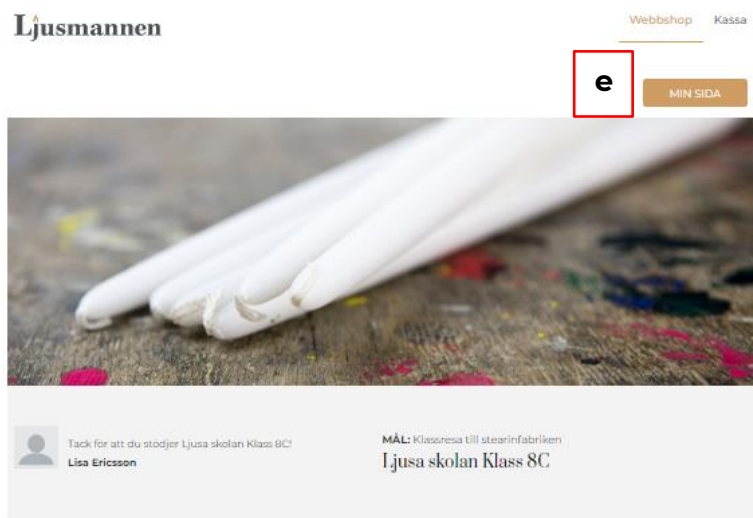 Ljusmannen
Webbshop Kassa
e
MIN SIDA
Tack för att du stödjer Ljusa skolan Klass 8C!
Lisa Ericsson
MÅL: Klassresa till stearinfabriken
Ljusa skolan Klass 8C